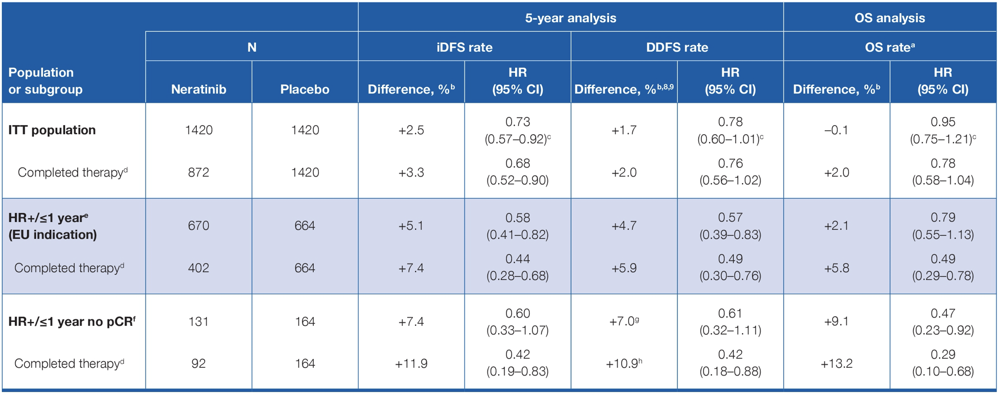 5-year analysis OS analysis
N iDFS rate DDFS rate OS rateᵃ
Population
or subgroup Neratinib Placebo Difference, %ᵇ HR
(95% CI) Difference, %ᵇ,⁸,⁹ HR
(95% CI) Difference, %ᵇ HR
(95% CI)
ITT population 1420 1420 +2.5 0.73
(0.57–0.92)ᶜ +1.7 0.78
(0.60–1.01)ᶜ –0.1 0.95
(0.75–1.21)ᶜ
Completed therapyᵈ 872 1420 +3.3 0.68
(0.52–0.90) +2.0 0.76
(0.56–1.02) +2.0 0.78
(0.58–1.04)
HR+/≤1 yearᵉ
(EU indication) 670 664 +5.1 0.58
(0.41–0.82) +4.7 0.57
(0.39–0.83) +2.1 0.79
(0.55–1.13)
Completed therapyᵈ 402 664 +7.4 0.44
(0.28–0.68) +5.9 0.49
(0.30–0.76) +5.8 0.49
(0.29–0.78)
HR+/≤1 year no pCRᶠ 131 164 +7.4 0.60
(0.33–1.07) +7.0ᵍ 0.61
(0.32–1.11) +9.1 0.47
(0.23–0.92)
Completed therapyᵈ 92 164 +11.9 0.42
(0.19–0.83) +10.9ʰ 0.42
(0.18–0.88) +13.2 0.29
(0.10–0.68)